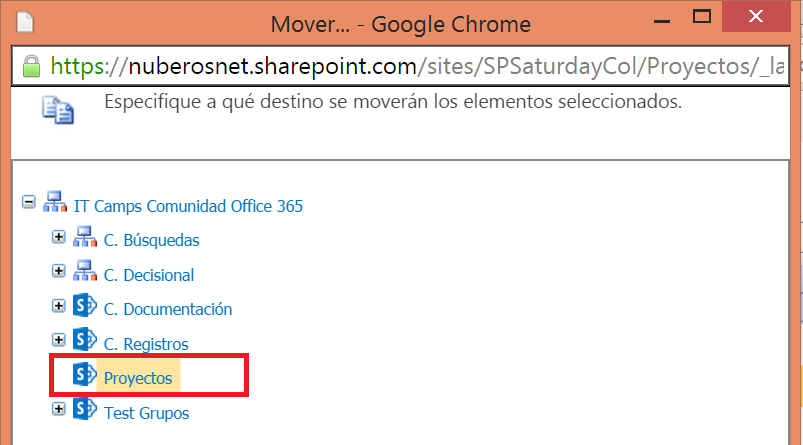 Mover... - Google Chrome
https://nuberosnet.sharepoint.com/sites/SPSaturdayCol/Proyectos/_la
Especifique a qué destino se moverán los elementos seleccionados.
IT Camps Comunidad Office 365
C. Búsquedas
C. Decisional
C. Documentación
C. Registros
Proyectos
Test Grupos